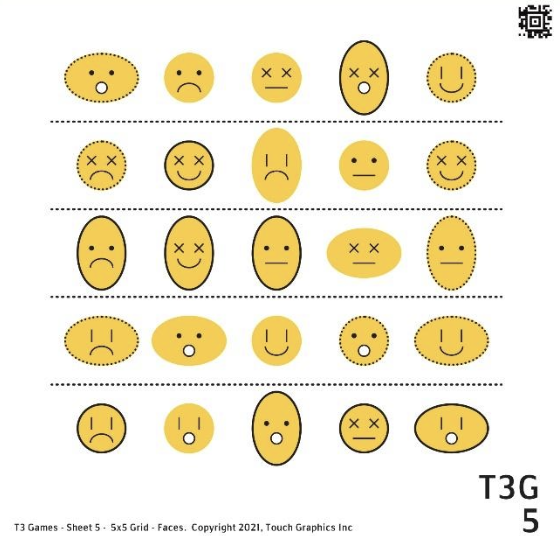 T3G
5
T3 Games - Sheet 5 - 5x5 Grid - Faces. Copyright 2021, Touch Graphics Inc